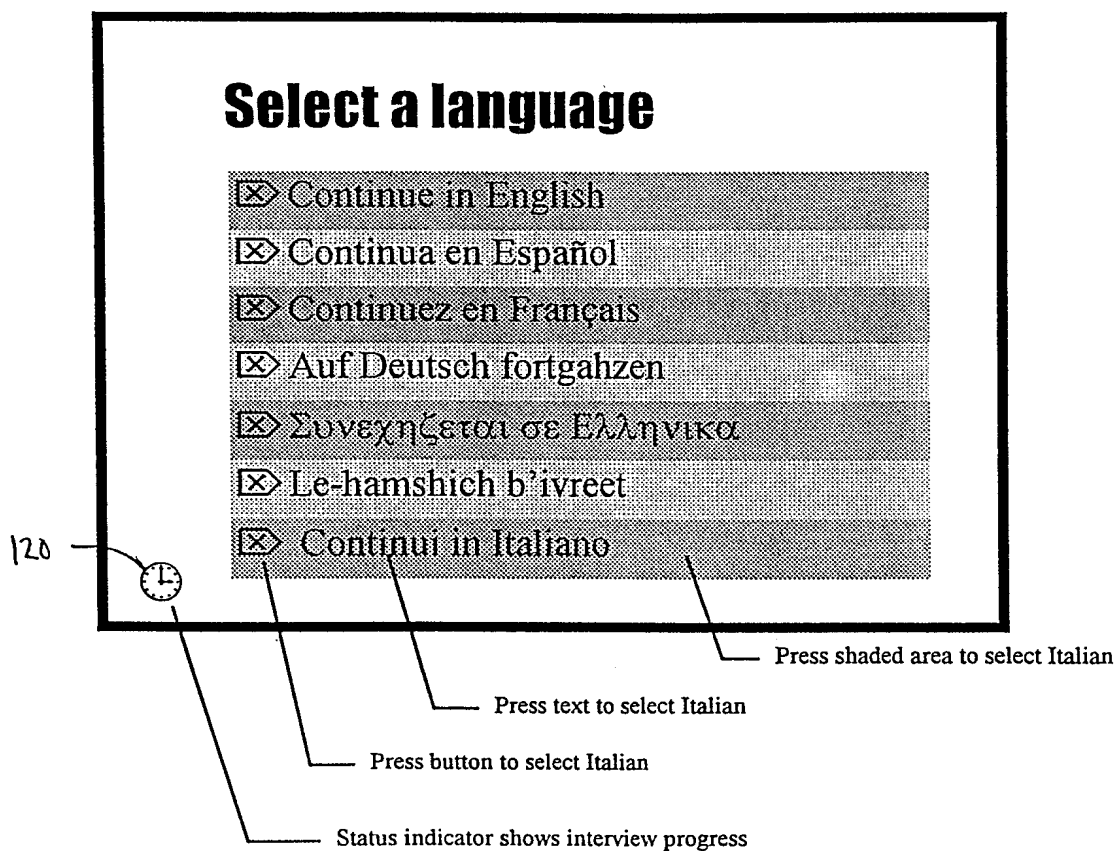 Select a language
Continue in English
Continua en Español
Continuez en Français
Auf Deutsch fortgahzen
Συνεχηζεται σε Ελληνικα
Le-hamshich b'ivreet
Continui in Italiano
120
Press shaded area to select Italian
Press text to select Italian
Press button to select Italian
Status indicator shows interview progress